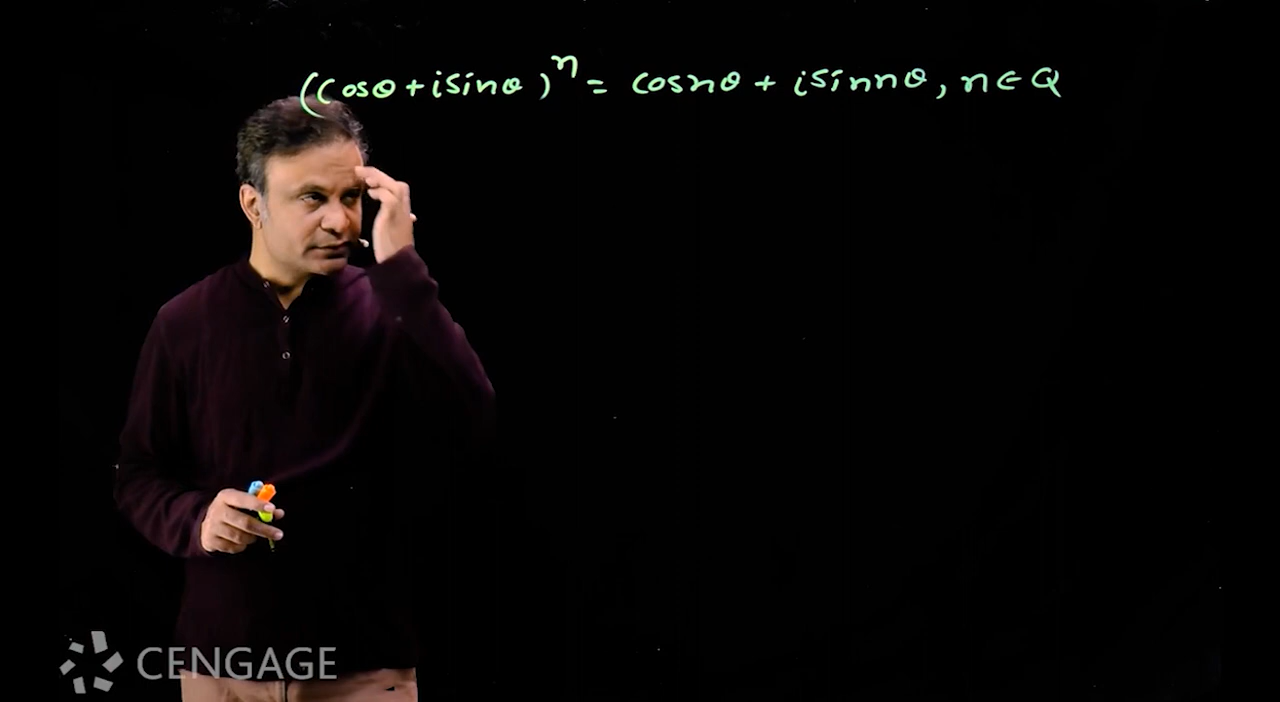 (cosθ + isinθ)ⁿ = cosnθ + isinnθ, n ∈ Q
CENGAGE